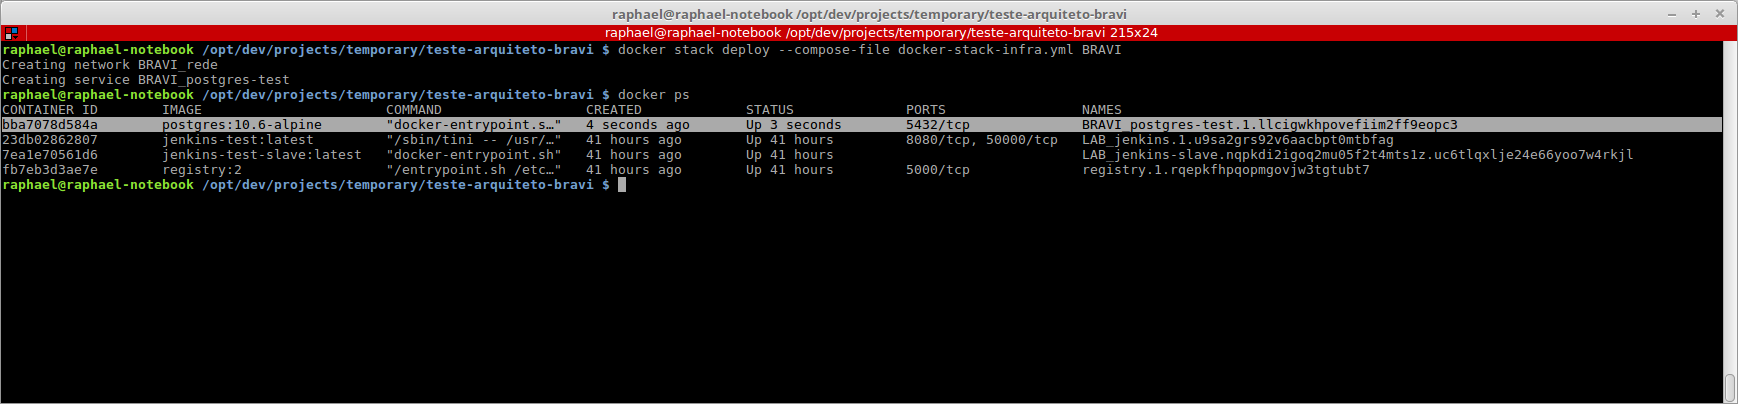 raphael@raphael-notebook /opt/dev/projects/temporary/teste-arquiteto-bravi
raphael@raphael-notebook /opt/dev/projects/temporary/teste-arquiteto-bravi 215x24
raphael@raphael-notebook /opt/dev/projects/temporary/teste-arquiteto-bravi $ docker stack deploy --compose-file docker-stack-infra.yml BRAVI
Creating network BRAVI_rede
Creating service BRAVI_postgres-test
raphael@raphael-notebook /opt/dev/projects/temporary/teste-arquiteto-bravi $ docker ps
CONTAINER ID IMAGE COMMAND CREATED STATUS PORTS NAMES
bba7078d584a postgres:10.6-alpine "docker-entrypoint.s…" 4 seconds ago Up 3 seconds 5432/tcp BRAVI_postgres-test.1.llcigwkhpovefiim2ff9eopc3
23db02862807 jenkins-test:latest "/sbin/tini -- /usr/…" 41 hours ago Up 41 hours 8080/tcp, 50000/tcp LAB_jenkins.1.u9sa2grs92v6aacbpt0mtbfag
7ea1e70561d6 jenkins-test-slave:latest "docker-entrypoint.sh" 41 hours ago Up 41 hours LAB_jenkins-slave.nqpkdi2igoq2mu05f2t4mts1z.uc6tlqxlje24e66yoo7w4rkjl
fb7eb3d3ae7e registry:2 "/entrypoint.sh /etc…" 41 hours ago Up 41 hours 5000/tcp registry.1.rqepkfhpqopmgovjw3tgtubt7
raphael@raphael-notebook /opt/dev/projects/temporary/teste-arquiteto-bravi $